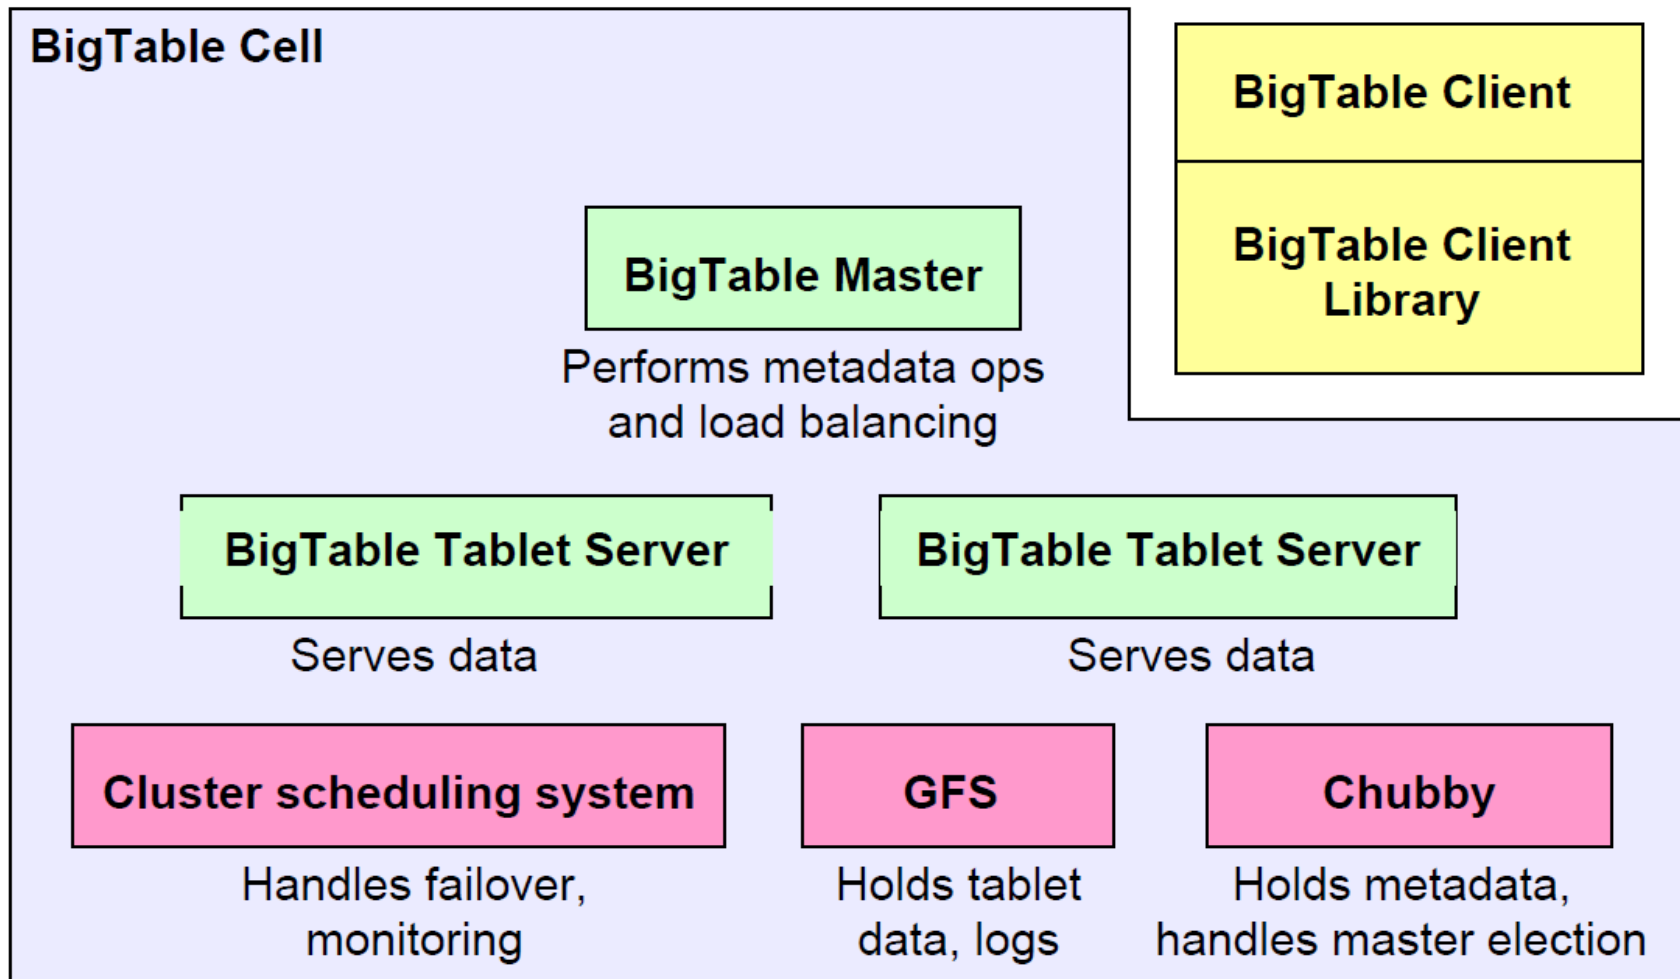 BigTable Cell
BigTable Client
BigTable Client
Library
BigTable Master
Performs metadata ops
and load balancing
BigTable Tablet Server
Serves data
BigTable Tablet Server
Serves data
Cluster scheduling system
Handles failover,
monitoring
GFS
Holds tablet
data, logs
Chubby
Holds metadata,
handles master election